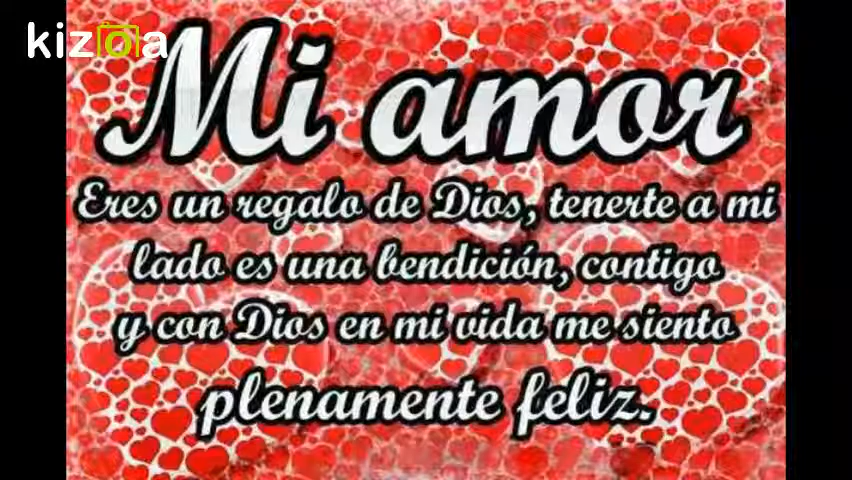 kizoa
Mi amor
Eres un regalo de Dios, tenerte a mi
lado es una bendición, contigo
y con Dios en mi vida me siento
plenamente feliz.